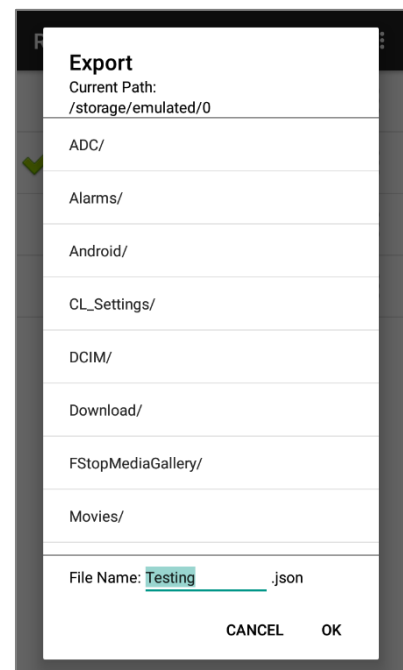 R
Export
Current Path:
/storage/emulated/0
ADC/
Alarms/
Android/
CL_Settings/
DCIM/
Download/
FStopMediaGallery/
Movies/
File Name: Testing .json
CANCEL OK